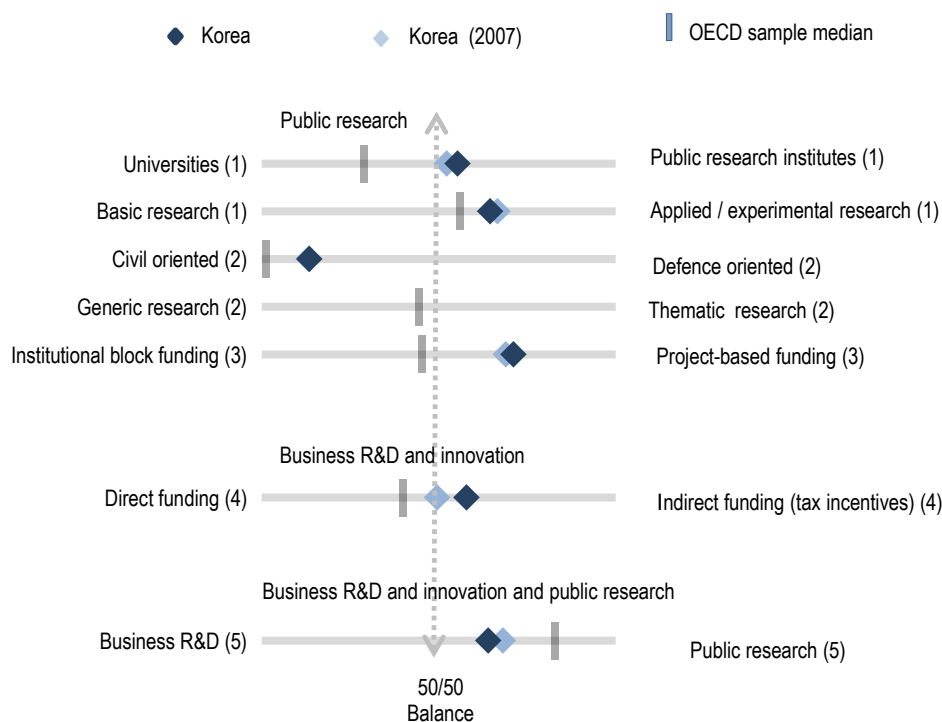 Korea
Korea (2007)
OECD sample median
Public research
Universities (1)
Public research institutes (1)
Basic research (1)
Applied / experimental research (1)
Civil oriented (2)
Defence oriented (2)
Generic research (2)
Thematic research (2)
Institutional block funding (3)
Project-based funding (3)
Business R&D and innovation
Direct funding (4)
Indirect funding (tax incentives) (4)
Business R&D and innovation and public research
Business R&D (5)
Public research (5)
50/50
Balance